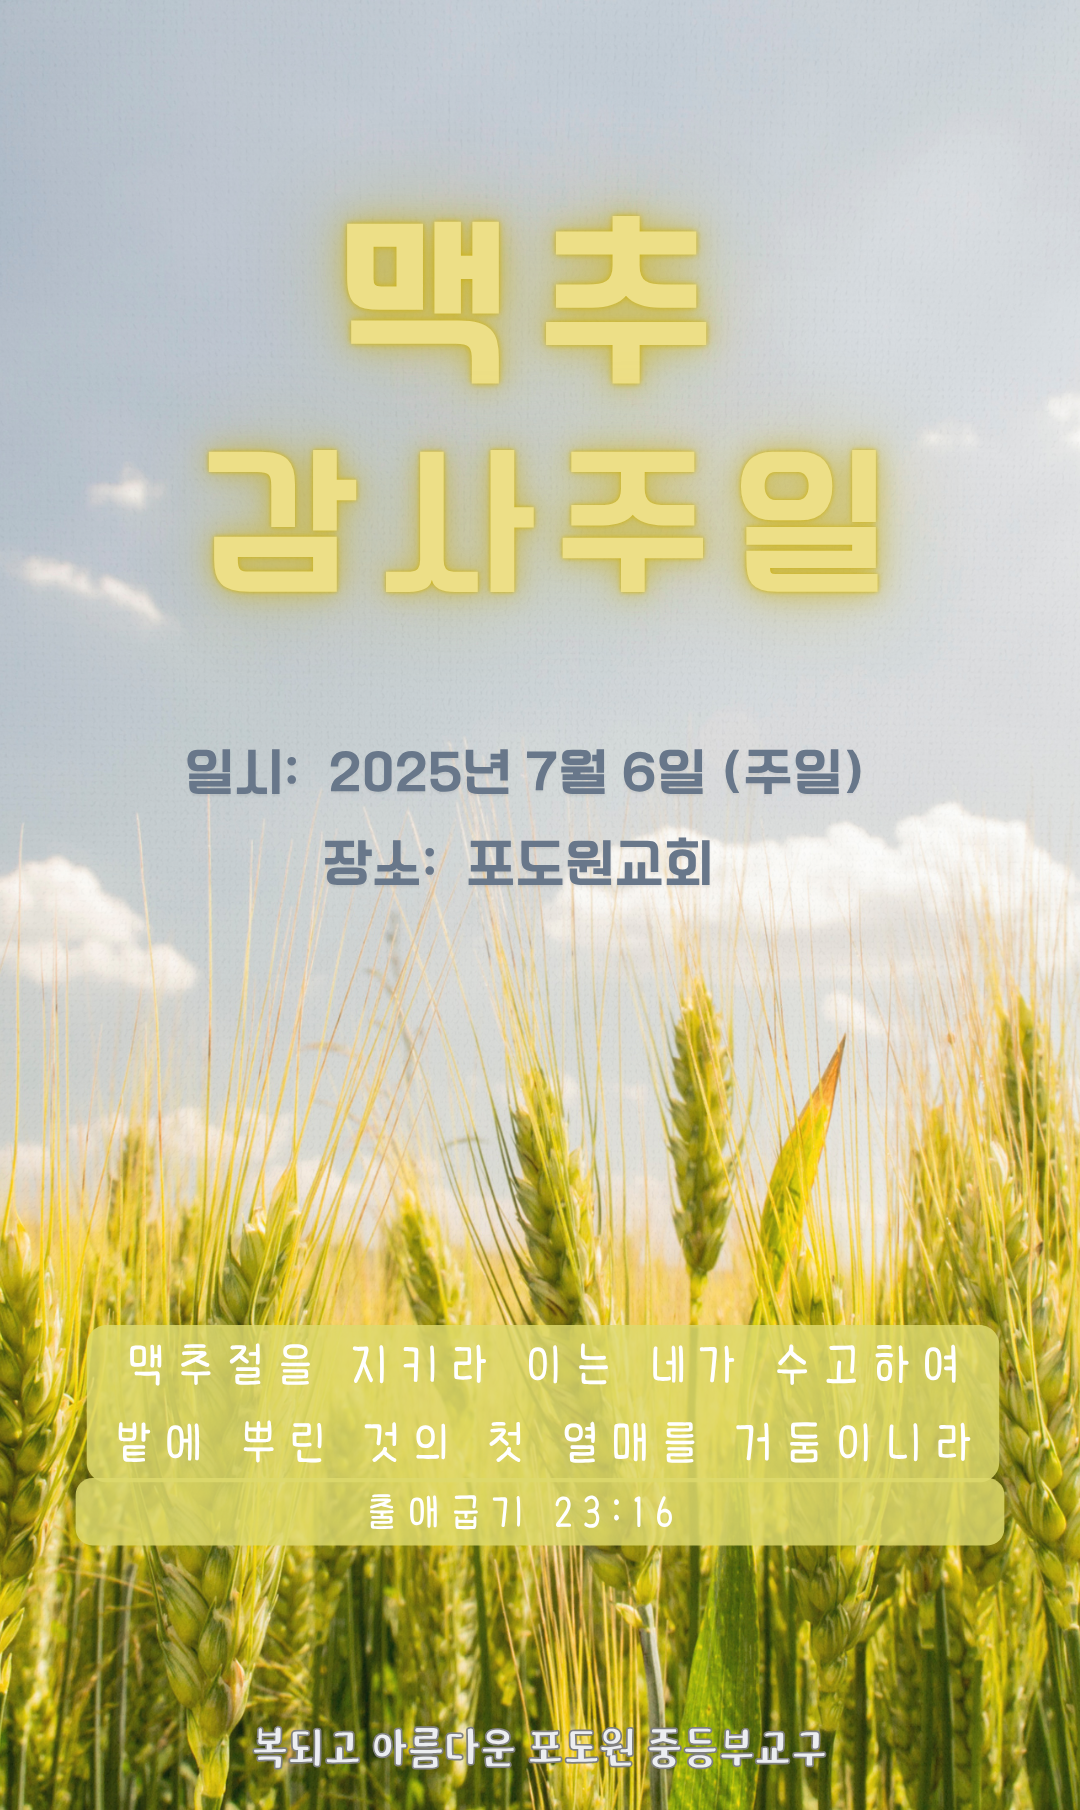 맥추
감사주일
일시: 2025년 7월 6일 (주일)
장소: 포도원교회
맥추절을 지키라 이는 네가 수고하여
밭에 뿌린 것의 첫 열매를 거둠이니라
출애굽기 23:16
복되고 아름다운 포도원 중등부교구